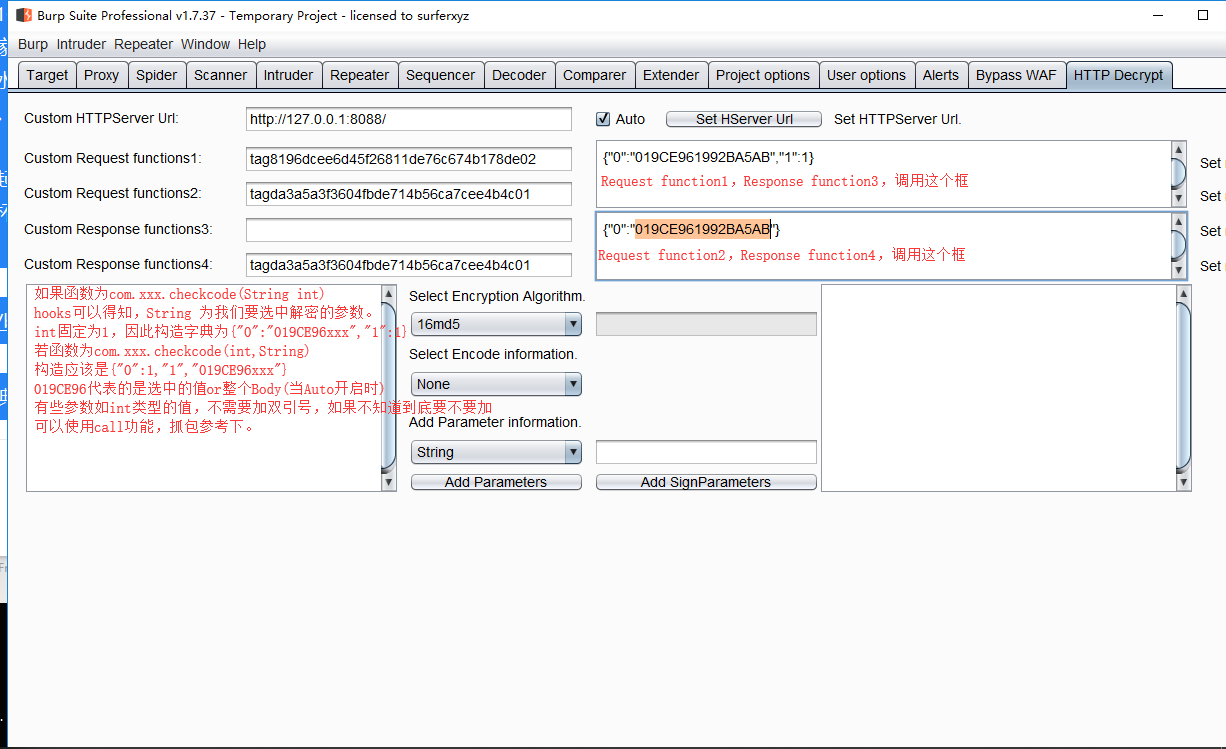 Burp Suite Professional v1.7.37 - Temporary Project - licensed to surferxyz
Burp Intruder Repeater Window Help
Target Proxy Spider Scanner Intruder Repeater Sequencer Decoder Comparer Extender Project options User options Alerts Bypass WAF HTTP Decrypt
Custom HTTPServer Url: http://127.0.0.1:8088/ Auto Set HServer Url Set HTTPServer Url.
Custom Request functions1: tag8196dcee6d45f26811de76c674b178de02
{"0":"019CE961992BA5AB","1":1}
Set
Request function1，Response function3，调用这个框
Custom Request functions2: tagda3a5a3f3604fbde714b56ca7cee4b4c01
Set
Custom Response functions3:
{"0":"019CE961992BA5AB"}
Set
Request function2，Response function4，调用这个框
Custom Response functions4: tagda3a5a3f3604fbde714b56ca7cee4b4c01
Set
如果函数为com.xxx.checkcode(String int)
hooks可以得知，String 为我们要选中解密的参数。
int固定为1，因此构造字典为{"0":"019CE96xxx","1":1}
若函数为com.xxx.checkcode(int,String)
构造应该是{"0":1,"1","019CE96xxx"}
019CE96代表的是选中的值or整个Body(当Auto开启时)
有些参数如int类型的值，不需要加双引号，如果不知道到底要不要加
可以使用call功能，抓包参考下。
Select Encryption Algorithm.
16md5
Select Encode information.
None
Add Parameter information.
String
Add Parameters Add SignParameters